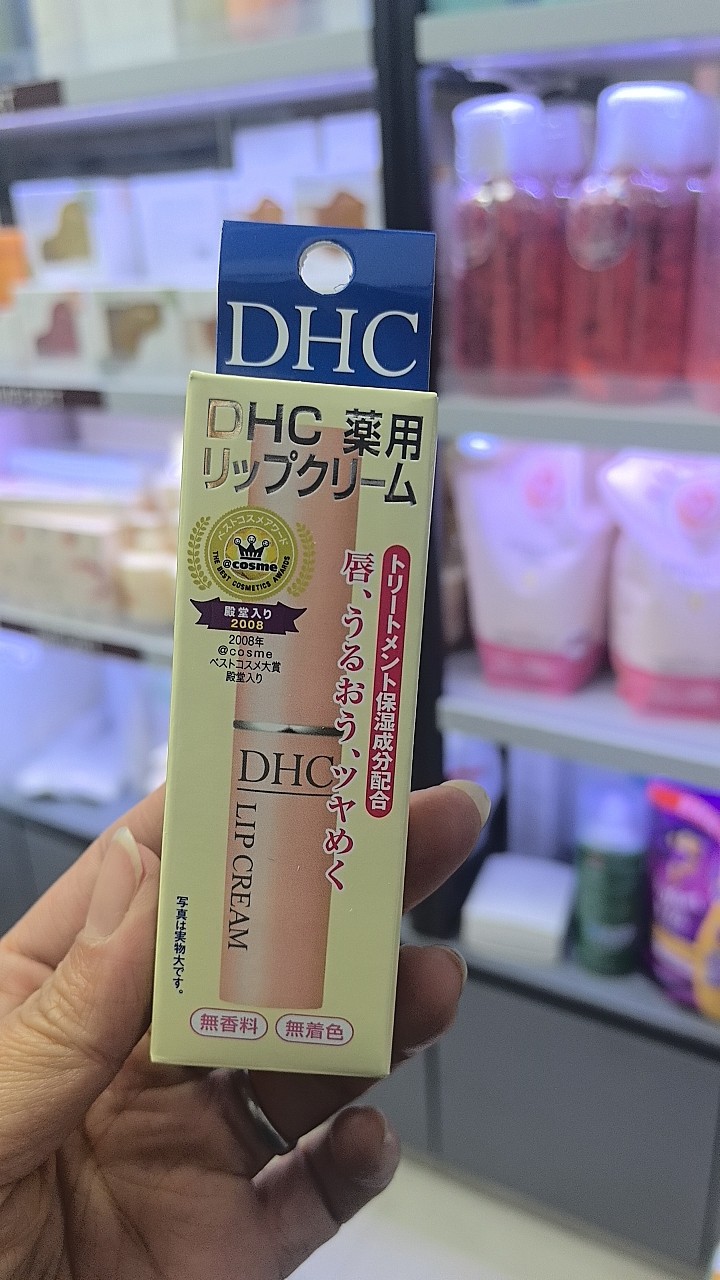 DHC
DHC 薬用
リップクリーム
ベストコスメアワード
@cosme
THE BEST COSMETICS AWARDS
殿堂入り
2008
2008年
@cosme
ベストコスメ大賞
殿堂入り
トリートメント保湿成分配合
唇、うるおう、ツヤめく
DHC
LIP CREAM
写真は実物大です。
無香料
無着色